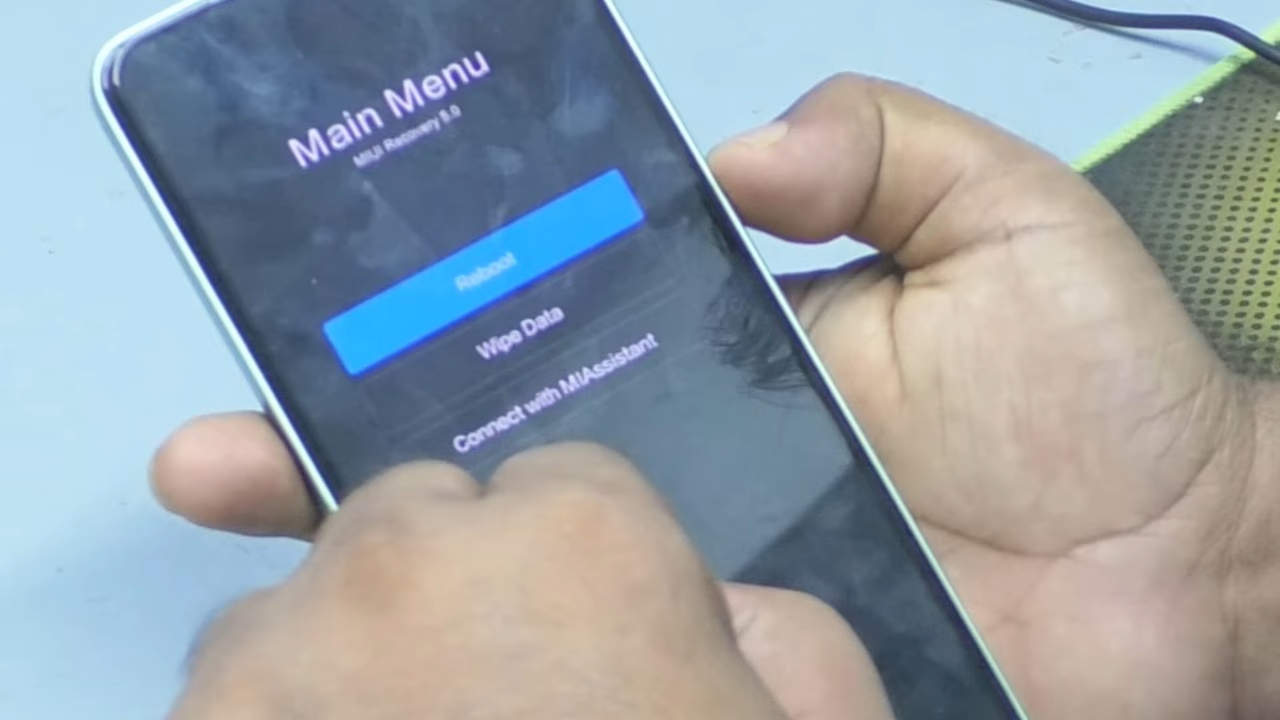 Main Menu
MIUI Recovery 5.0
Reboot
Wipe Data
Connect with MIAssistant